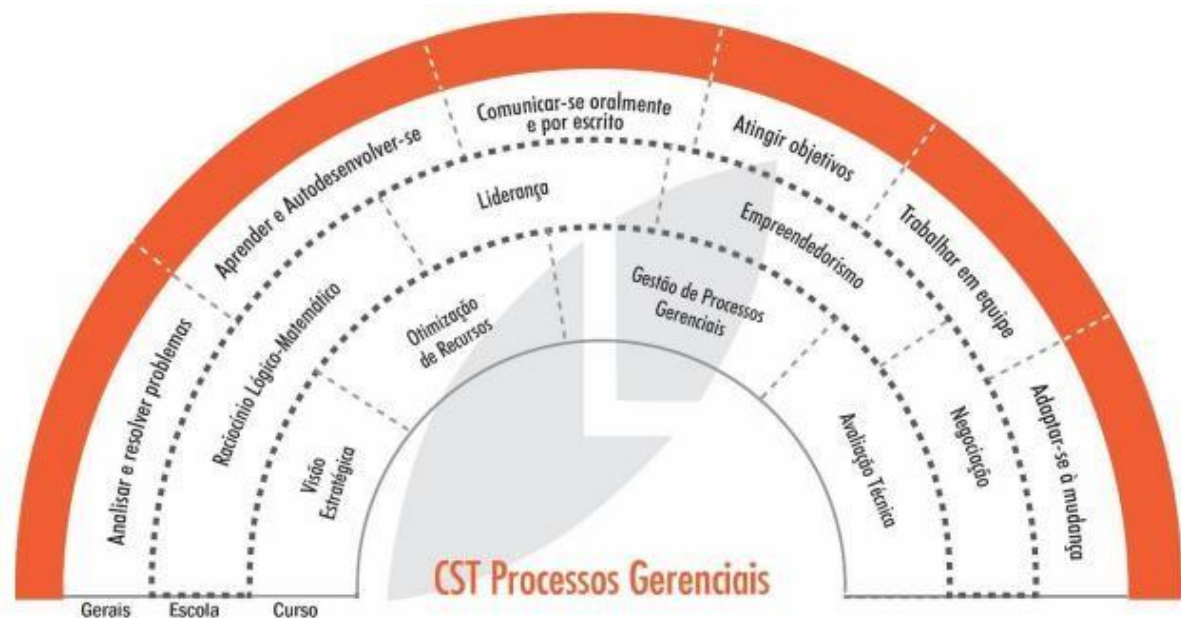 Analisar e resolver problemas
Aprender e Autodesenvolver-se
Comunicar-se oralmente
e por escrito
Atingir objetivos
Trabalhar em equipe
Adaptar-se à mudança
Raciocínio Lógico-Matemático
Liderança
Empreendedorismo
Negociação
Visão
Estratégica
Otimização
de Recursos
Gestão de Processos
Gerenciais
Avaliação Técnica
CST Processos Gerenciais
Gerais Escola Curso